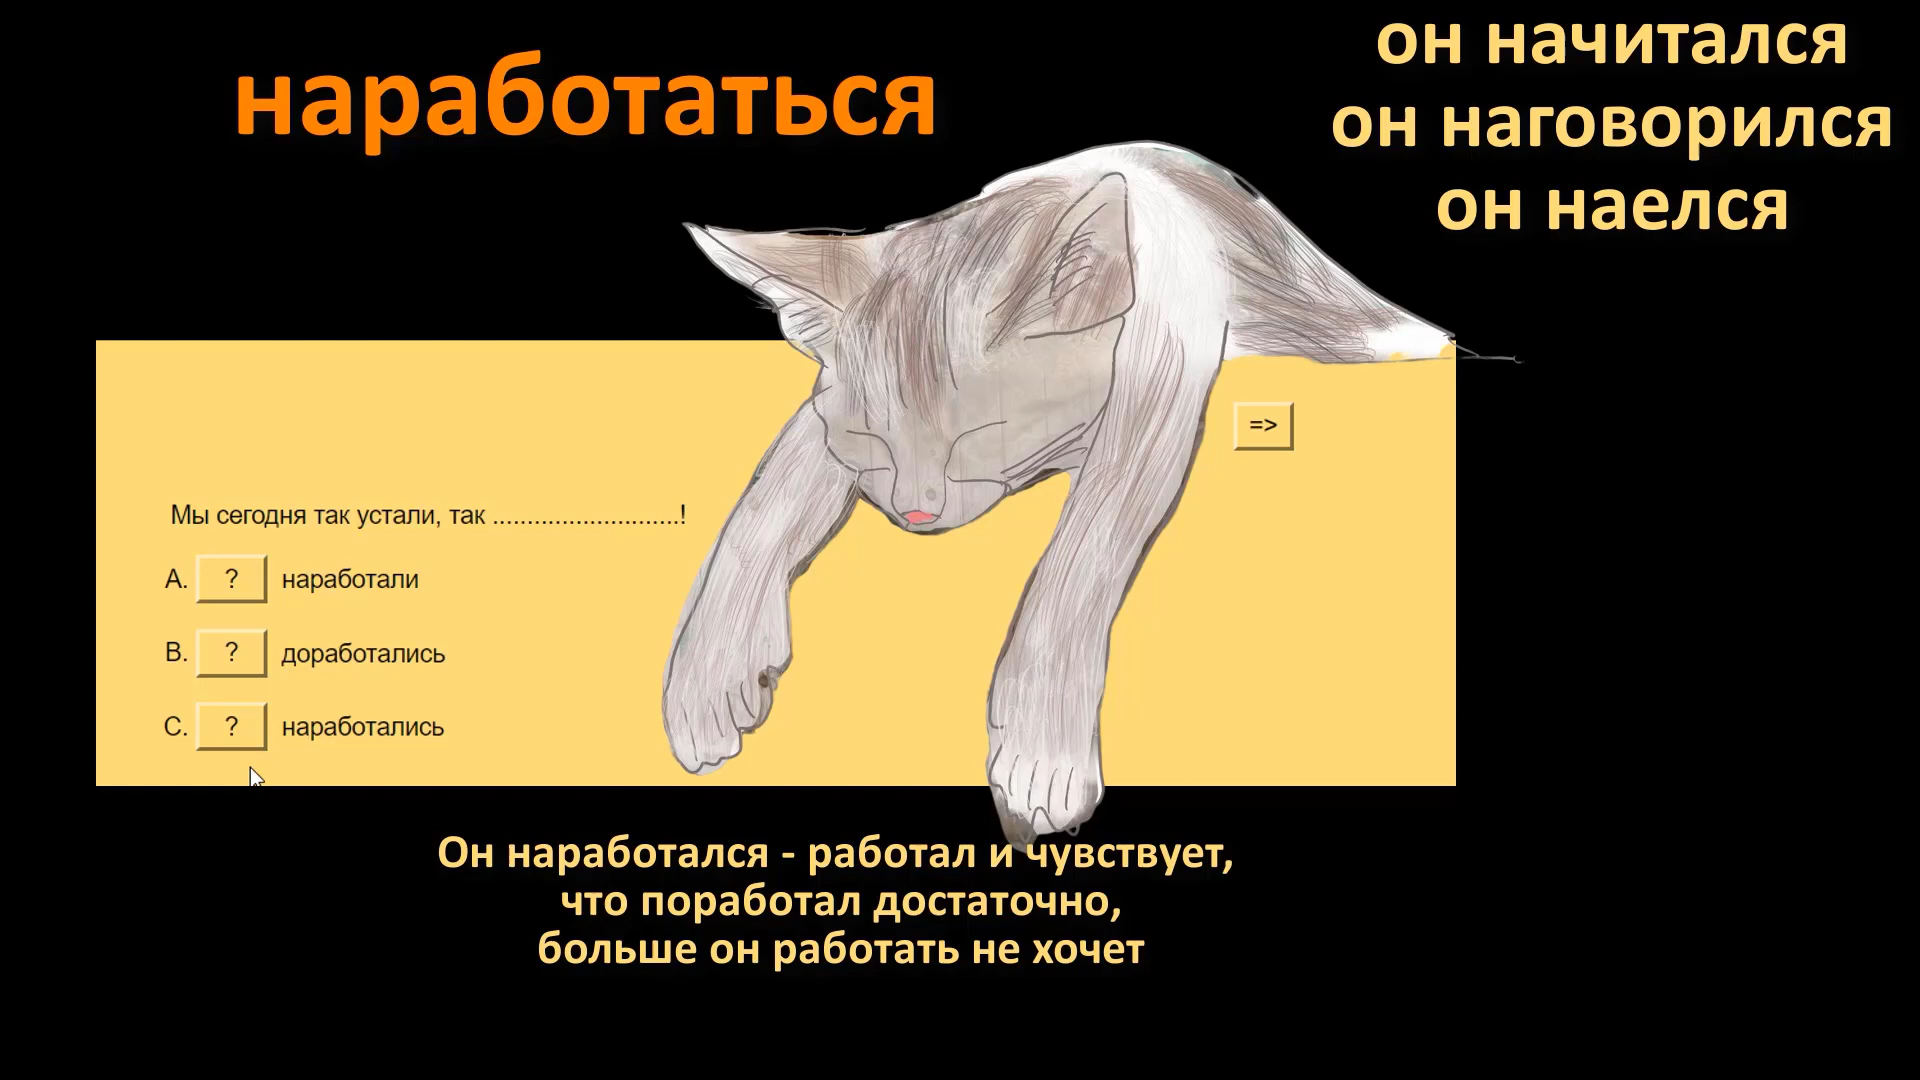 наработаться
он начитался
он наговорился
он наелся
=>
Мы сегодня так устали, так ...........................!
A. ? наработали
B. ? доработались
C. ? наработались
Он наработался - работал и чувствует,
что поработал достаточно,
больше он работать не хочет